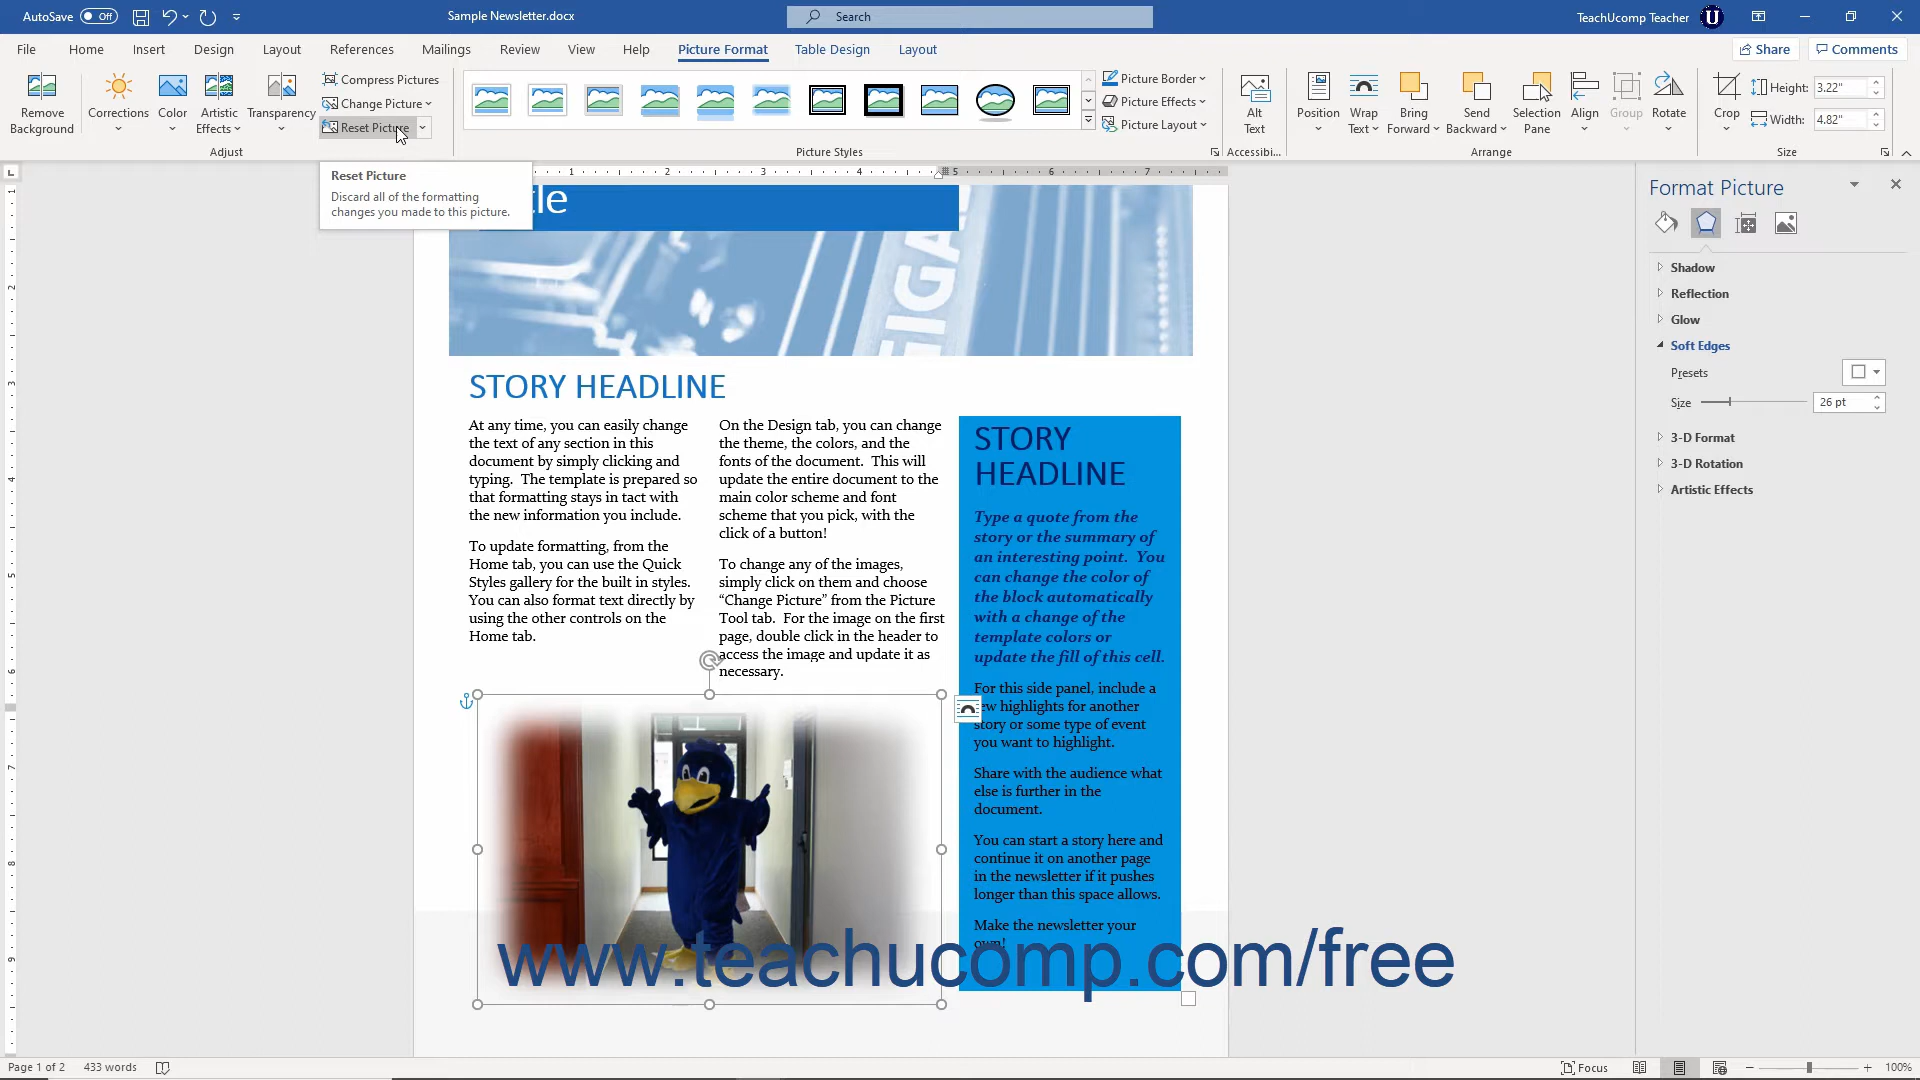 AutoSave Off
Sample Newsletter.docx
Search
TeachUcomp Teacher
File Home Insert Design Layout References Mailings Review View Help Picture Format Table Design Layout
Share Comments
Remove Background
Corrections
Color
Artistic Effects
Transparency
Compress Pictures
Change Picture
Reset Picture
Adjust
Picture Styles
Picture Border
Picture Effects
Picture Layout
Alt Text
Accessibi...
Position
Wrap Text
Bring Forward
Send Backward
Selection Pane
Align
Group
Rotate
Arrange
Crop
Height: 3.22"
Width: 4.82"
Size
Reset Picture
Discard all of the formatting
changes you made to this picture.
tle
STORY HEADLINE
At any time, you can easily change
the text of any section in this
document by simply clicking and
typing. The template is prepared so
that formatting stays in tact with
the new information you include.
To update formatting, from the
Home tab, you can use the Quick
Styles gallery for the built in styles.
You can also format text directly by
using the other controls on the
Home tab.
On the Design tab, you can change
the theme, the colors, and the
fonts of the document. This will
update the entire document to the
main color scheme and font
scheme that you pick, with the
click of a button!
To change any of the images,
simply click on them and choose
“Change Picture” from the Picture
Tool tab. For the image on the first
page, double click in the header to
access the image and update it as
necessary.
STORY
HEADLINE
Type a quote from the
story or the summary of
an interesting point. You
can change the color of
the block automatically
with a change of the
template colors or
update the fill of this cell.
For this side panel, include a
few highlights for another
story or some type of event
you want to highlight.
Share with the audience what
else is further in the
document.
You can start a story here and
continue it on another page
in the newsletter if it pushes
longer than this space allows.
Make the newsletter your
own!
www.teachucomp.com/free
Format Picture
Shadow
Reflection
Glow
Soft Edges
Presets
Size 26 pt
3-D Format
3-D Rotation
Artistic Effects
Page 1 of 2 433 words
Focus
100%